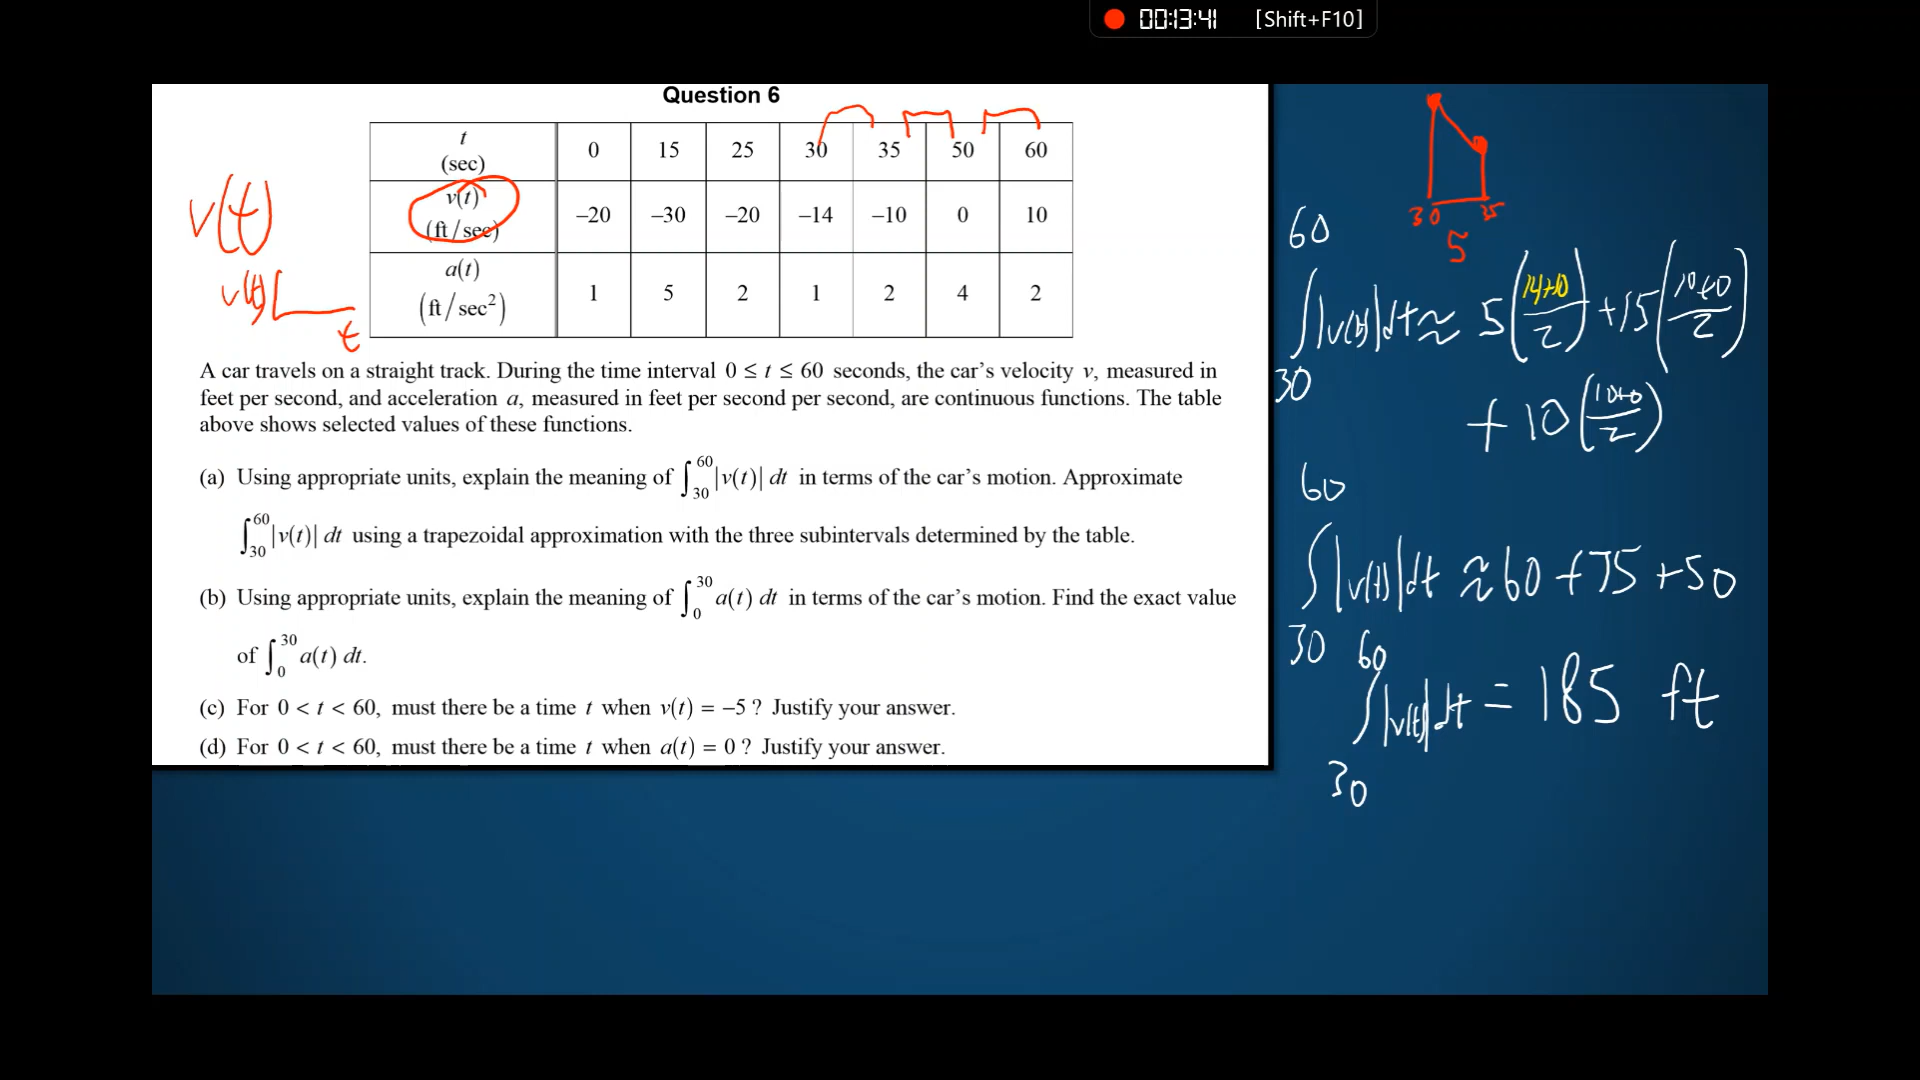 00:13:41 [Shift+F10]
Question 6
t (sec) 0 15 25 30 35 50 60
v(t) (ft/sec) –20 –30 –20 –14 –10 0 10
a(t) (ft/sec²) 1 5 2 1 2 4 2
v(t)
v(t)
t
A car travels on a straight track. During the time interval 0 ≤ t ≤ 60 seconds, the car's velocity v, measured in
feet per second, and acceleration a, measured in feet per second per second, are continuous functions. The table
above shows selected values of these functions.
(a) Using appropriate units, explain the meaning of ∫₃₀⁶⁰ |v(t)| dt in terms of the car's motion. Approximate
∫₃₀⁶⁰ |v(t)| dt using a trapezoidal approximation with the three subintervals determined by the table.
(b) Using appropriate units, explain the meaning of ∫₀³⁰ a(t) dt in terms of the car's motion. Find the exact value
of ∫₀³⁰ a(t) dt.
(c) For 0 < t < 60, must there be a time t when v(t) = −5 ? Justify your answer.
(d) For 0 < t < 60, must there be a time t when a(t) = 0 ? Justify your answer.
30 35
5
∫₃₀⁶⁰ |v(t)| dt ≈ 5((14+10)/2) + 15((10+0)/2)
+ 10((10+0)/2)
∫₃₀⁶⁰ |v(t)| dt ≈ 60 + 75 + 50
∫₃₀⁶⁰ |v(t)| dt = 185 ft